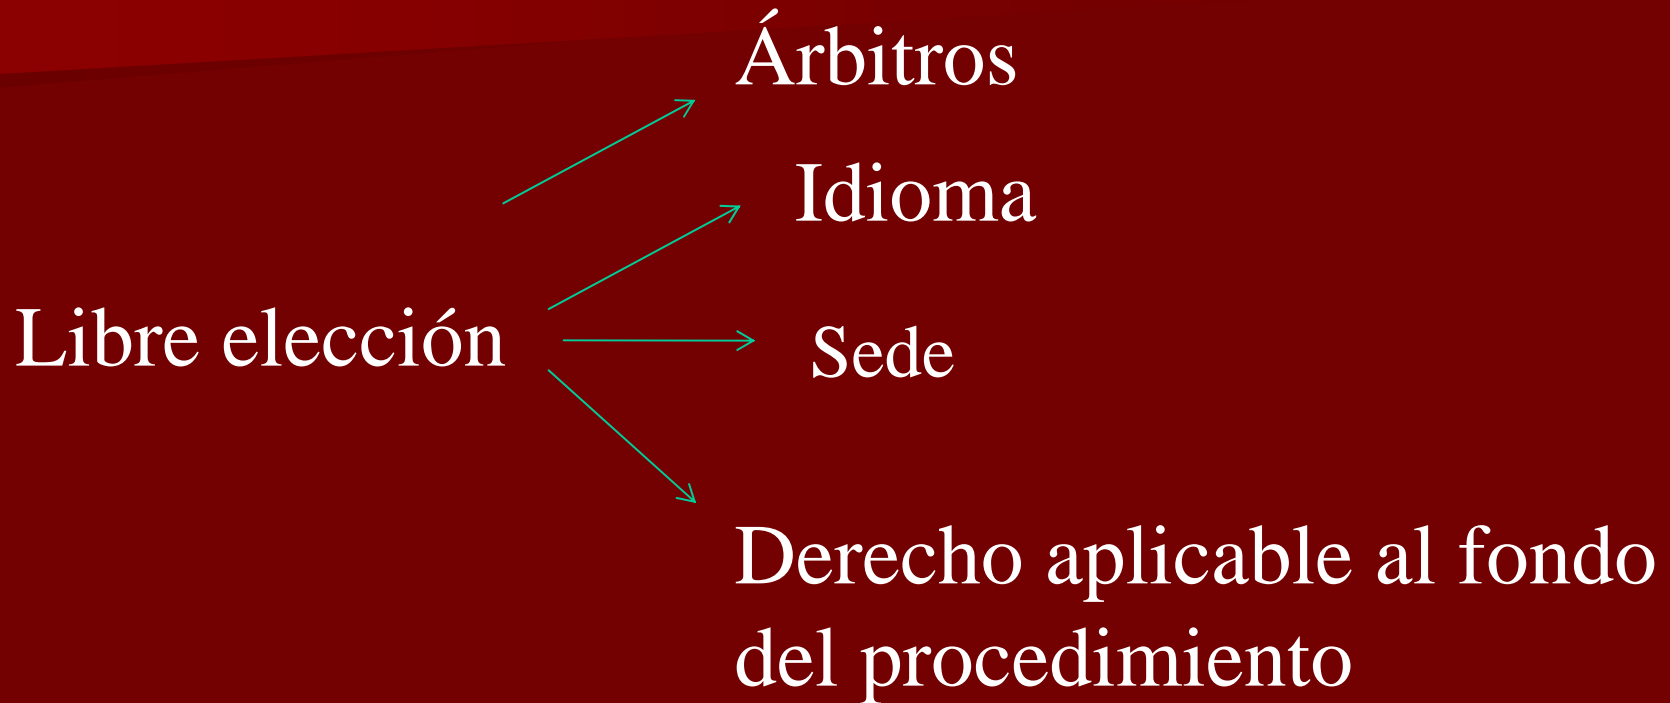 Árbitros
Idioma
Libre elección
Sede
Derecho aplicable al fondo
del procedimiento